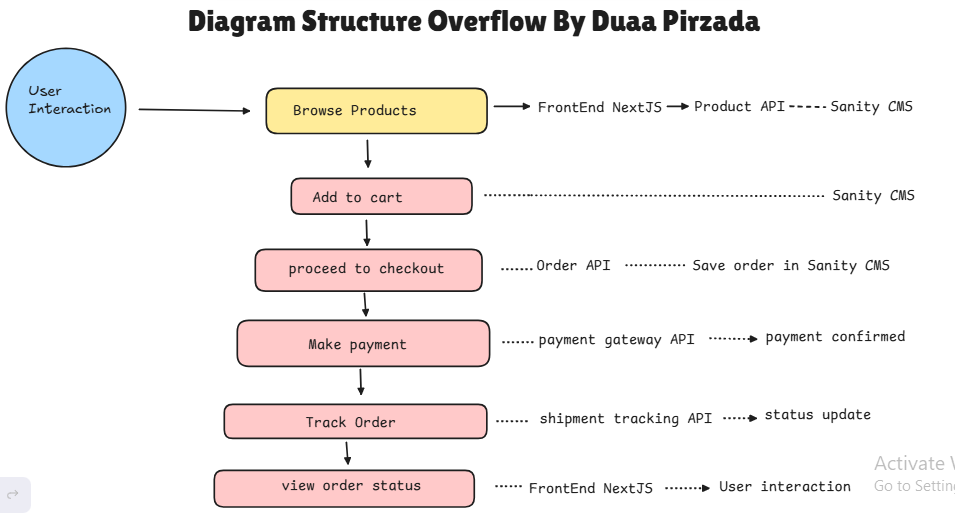 Diagram Structure Overflow By Duaa Pirzada
User
Interaction
Browse Products
FrontEnd NextJS
Product API
Sanity CMS
Add to cart
Sanity CMS
proceed to checkout
Order API
Save order in Sanity CMS
Make payment
payment gateway API
payment confirmed
Track Order
shipment tracking API
status update
view order status
FrontEnd NextJS
User interaction
Activate
Go to